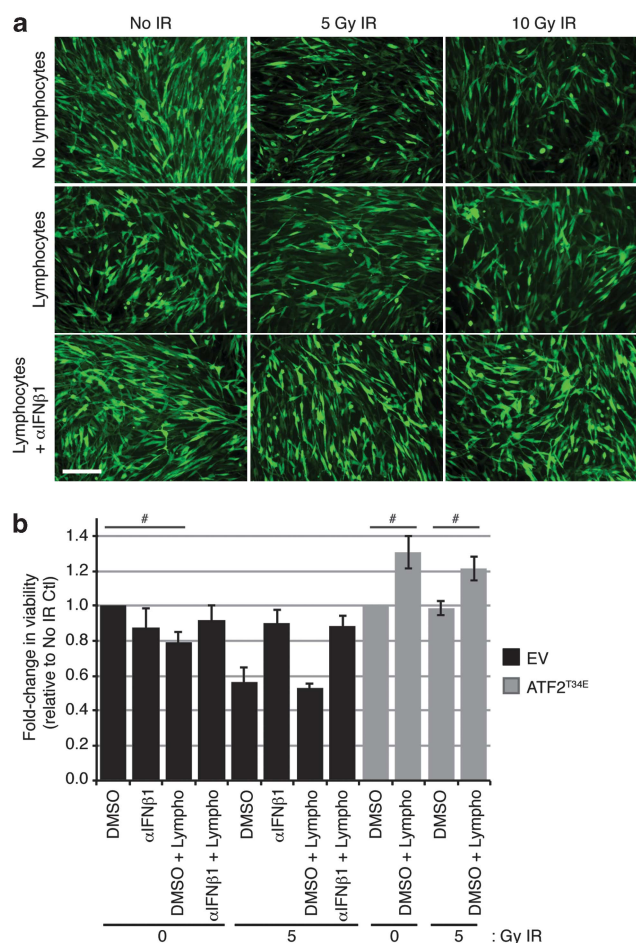 a
No IR
5 Gy IR
10 Gy IR
No lymphocytes
Lymphocytes
Lymphocytes
+ αIFNβ1
b
#
#
#
1.4
1.2
1.0
0.8
0.6
0.4
0.2
0.0
Fold-change in viability
(relative to No IR Ctl)
EV
ATF2T34E
DMSO
αIFNβ1
DMSO + Lympho
αIFNβ1 + Lympho
DMSO
αIFNβ1
DMSO + Lympho
αIFNβ1 + Lympho
DMSO
DMSO + Lympho
DMSO
DMSO + Lympho
0
5
0
5
: Gy IR